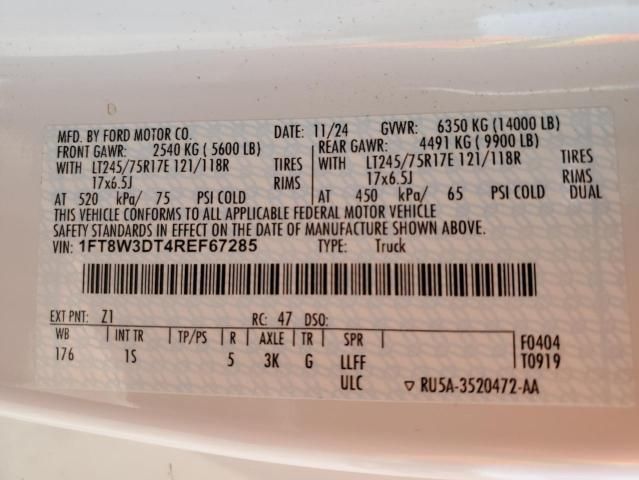 MFD. BY FORD MOTOR CO. DATE: 11/24 GVWR: 6350 KG (14000 LB)
FRONT GAWR: 2540 KG ( 5600 LB) REAR GAWR: 4491 KG ( 9900 LB)
WITH LT245/75R17E 121/118R TIRES WITH LT245/75R17E 121/118R TIRES
17x6.5J RIMS 17x6.5J RIMS
AT 520 kPa/ 75 PSI COLD AT 450 kPa/ 65 PSI COLD DUAL
THIS VEHICLE CONFORMS TO ALL APPLICABLE FEDERAL MOTOR VEHICLE
SAFETY STANDARDS IN EFFECT ON THE DATE OF MANUFACTURE SHOWN ABOVE.
VIN: 1FT8W3DT4REF67285 TYPE: Truck
EXT PNT: Z1 RC: 47 DSO:
WB | INT TR | TP/PS | R | AXLE | TR | SPR F0404
176 1S 5 3K G LLFF T0919
ULC ▽ RU5A-3520472-AA